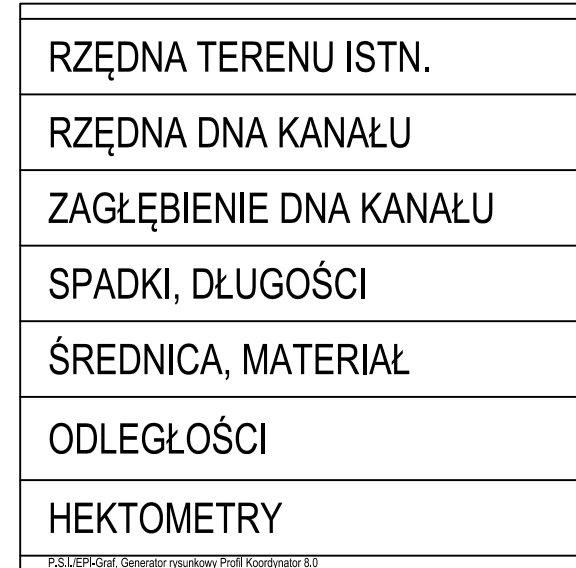 RZĘDNA TERENU ISTN.
RZĘDNA DNA KANAŁU
ZAGŁĘBIENIE DNA KANAŁU
SPADKI, DŁUGOŚCI
ŚREDNICA, MATERIAŁ
ODLEGŁOŚCI
HEKTOMETRY
P.S.I./EPI-Graf, Generator rysunkowy Profil Koordynator 8.0